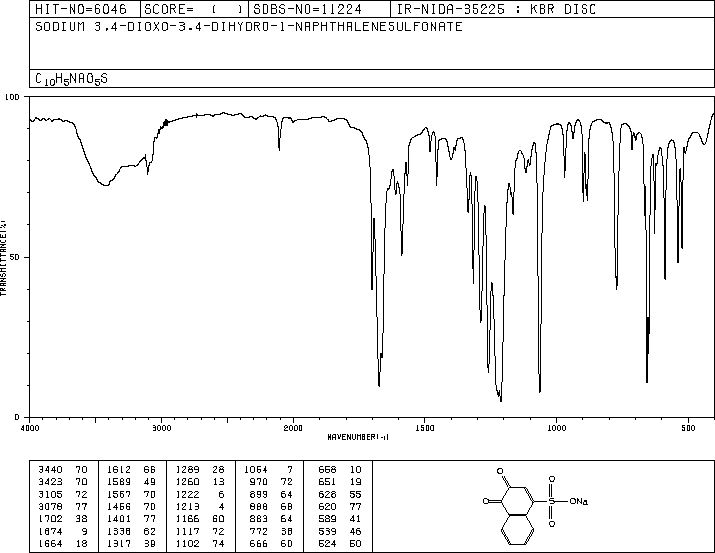 HIT-NO=6046 SCORE= ( ) SDBS-NO=11224 IR-NIDA-35225 : KBR DISC
SODIUM 3,4-DIOXO-3,4-DIHYDRO-1-NAPHTHALENESULFONATE
C10H5NAO5S
100
50
0
TRANSMITTANCE(%)
4000 3000 2000 1500 1000 500
WAVENUMBER(-1)
3440 70 1612 66 1289 28 1064 7 658 10
3423 70 1589 49 1260 13 970 72 651 19
3105 72 1567 70 1222 6 899 64 628 55
3078 77 1456 70 1213 4 888 68 620 77
1702 38 1401 77 1166 60 883 64 589 41
1674 9 1338 62 1117 72 772 38 539 46
1664 18 1317 39 1102 74 666 60 524 50
O
O
O
S
ONa
O